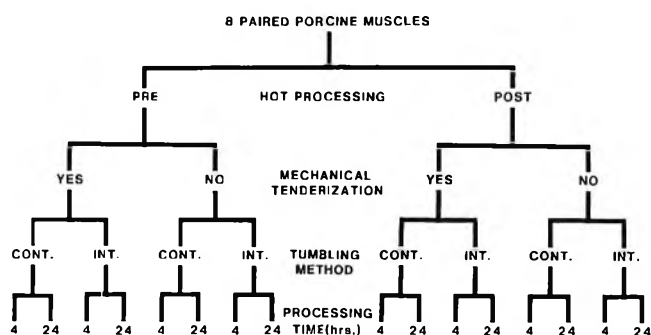 8 PAIRED PORCINE MUSCLES
PRE HOT PROCESSING POST
YES NO MECHANICAL TENDERIZATION YES NO
CONT. INT. CONT. INT. TUMBLING METHOD CONT. INT. CONT. INT.
4 24 4 24 4 24 4 24 PROCESSING TIME(hrs.) 4 24 4 24 4 24 4 24